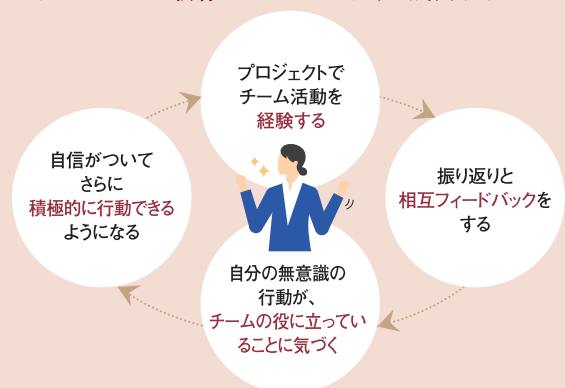 プロジェクトで
チーム活動を
経験する
振り返りと
相互フィードバックを
する
自分の無意識の
行動が、
チームの役に立ってい
ることに気づく
自信がついて
さらに
積極的に行動できる
ようになる